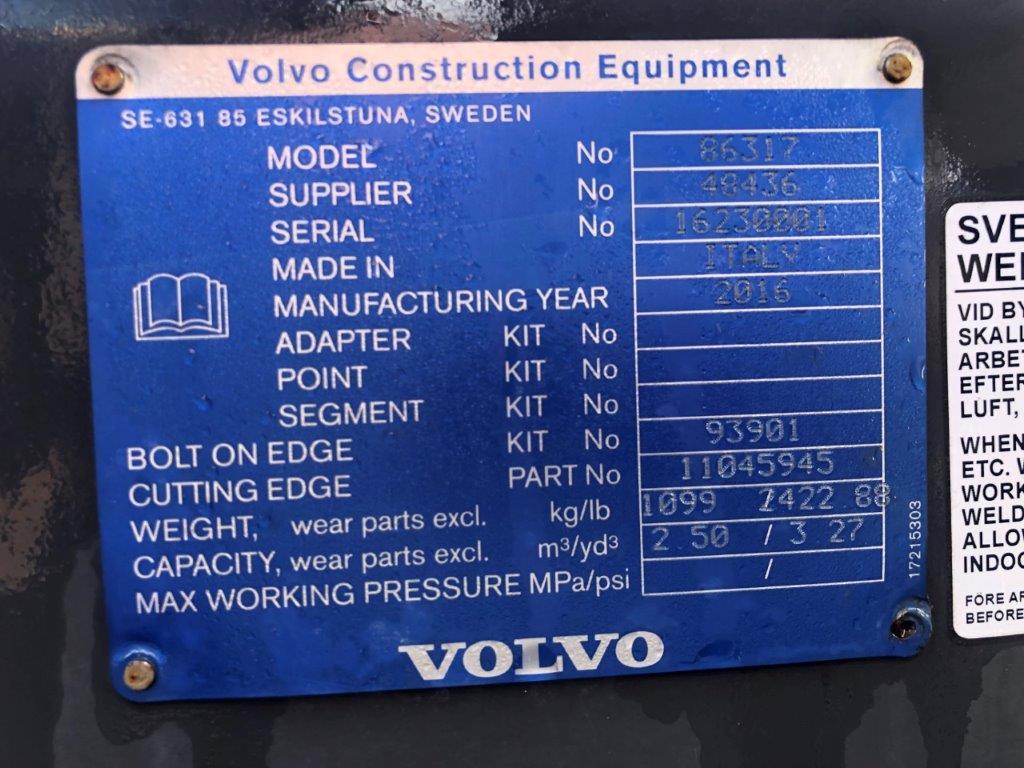 Volvo Construction Equipment
SE-631 85 ESKILSTUNA, SWEDEN
MODEL No 86317
SUPPLIER No 48436
SERIAL No 16230001
MADE IN ITALY
MANUFACTURING YEAR 2016
ADAPTER KIT No
POINT KIT No
SEGMENT KIT No
BOLT ON EDGE KIT No 93901
CUTTING EDGE PART No 11045945
WEIGHT, wear parts excl. kg/lb 1099 / 2422.88
CAPACITY, wear parts excl. m³/yd³ 2.50 / 3.27
MAX WORKING PRESSURE MPa/psi /
VOLVO
17215303
SVE
WE
VID BY
SKALL
ARBE
EFTER
LUFT,
WHEN
ETC. W
WORK
WELD
ALLOW
INDOO
FÖRE AR
BEFORE